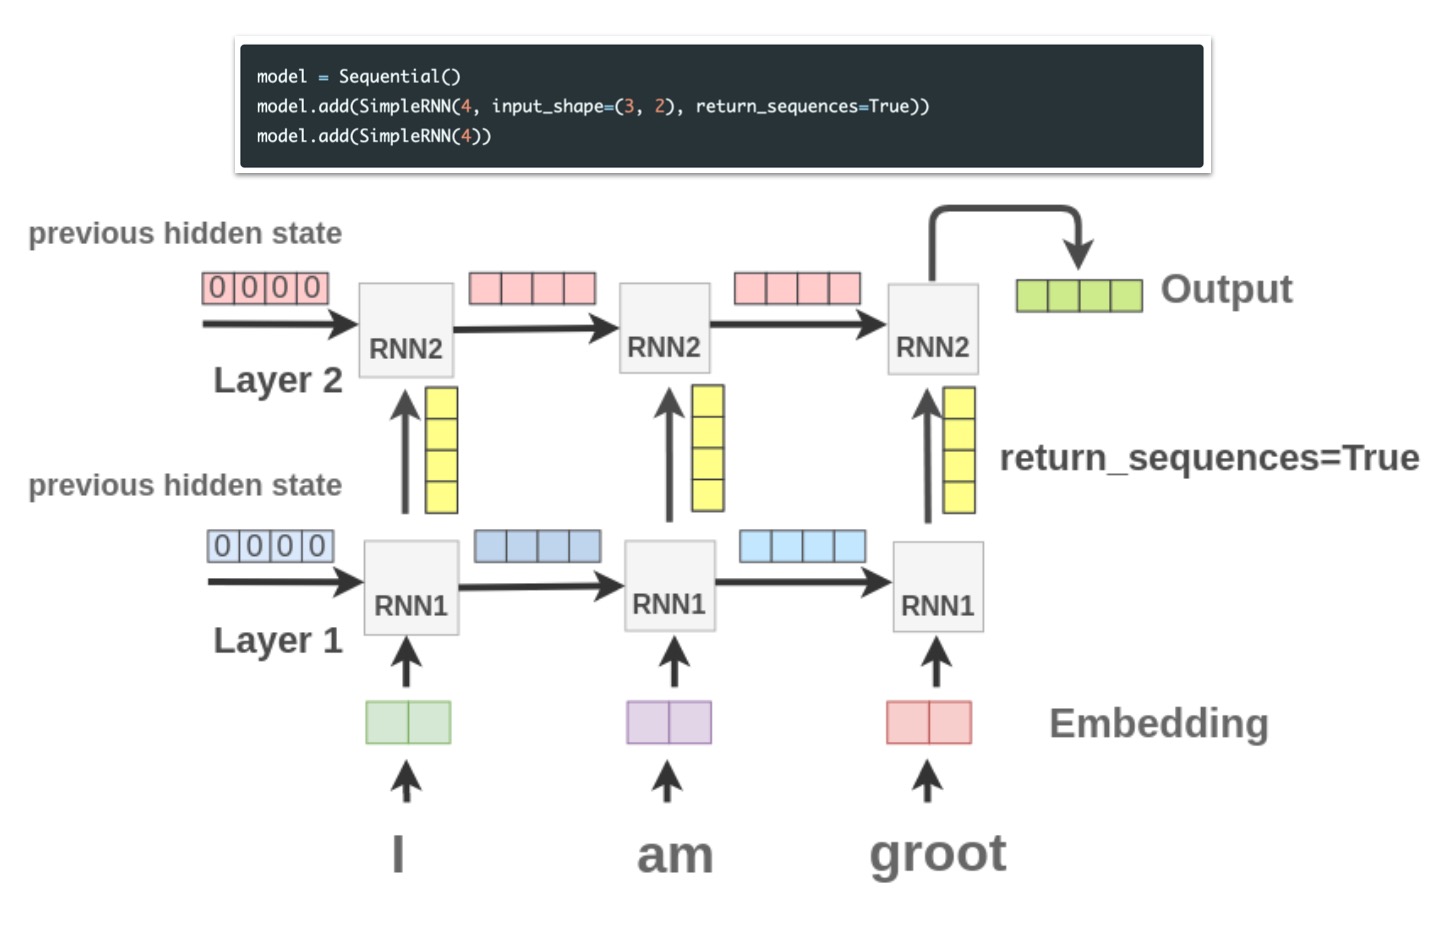 model = Sequential()
model.add(SimpleRNN(4, input_shape=(3, 2), return_sequences=True))
model.add(SimpleRNN(4))
previous hidden state
0 0 0 0
Output
RNN2 RNN2 RNN2
Layer 2
return_sequences=True
previous hidden state
0 0 0 0
RNN1 RNN1 RNN1
Layer 1
Embedding
I am groot